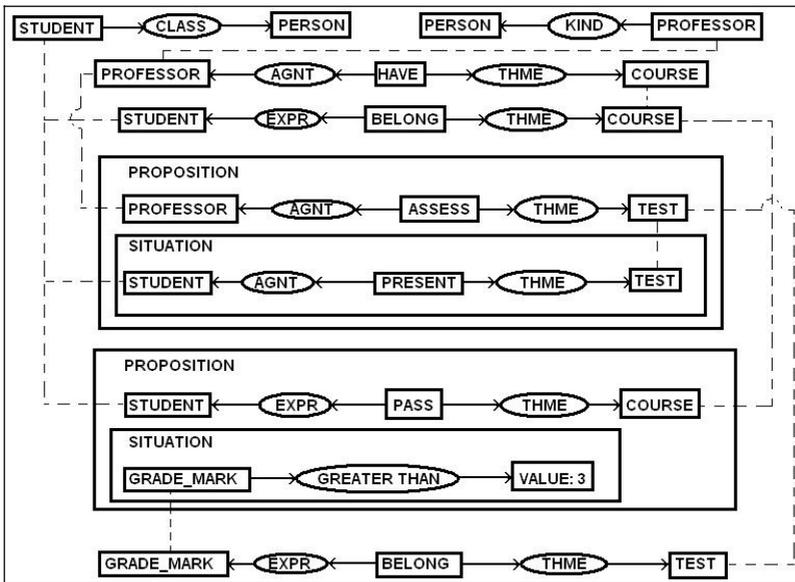 STUDENT CLASS PERSON PERSON KIND PROFESSOR
PROFESSOR AGNT HAVE THME COURSE
STUDENT EXPR BELONG THME COURSE
PROPOSITION
PROFESSOR AGNT ASSESS THME TEST
SITUATION
STUDENT AGNT PRESENT THME TEST
PROPOSITION
STUDENT EXPR PASS THME COURSE
SITUATION
GRADE_MARK GREATER THAN VALUE: 3
GRADE_MARK EXPR BELONG THME TEST